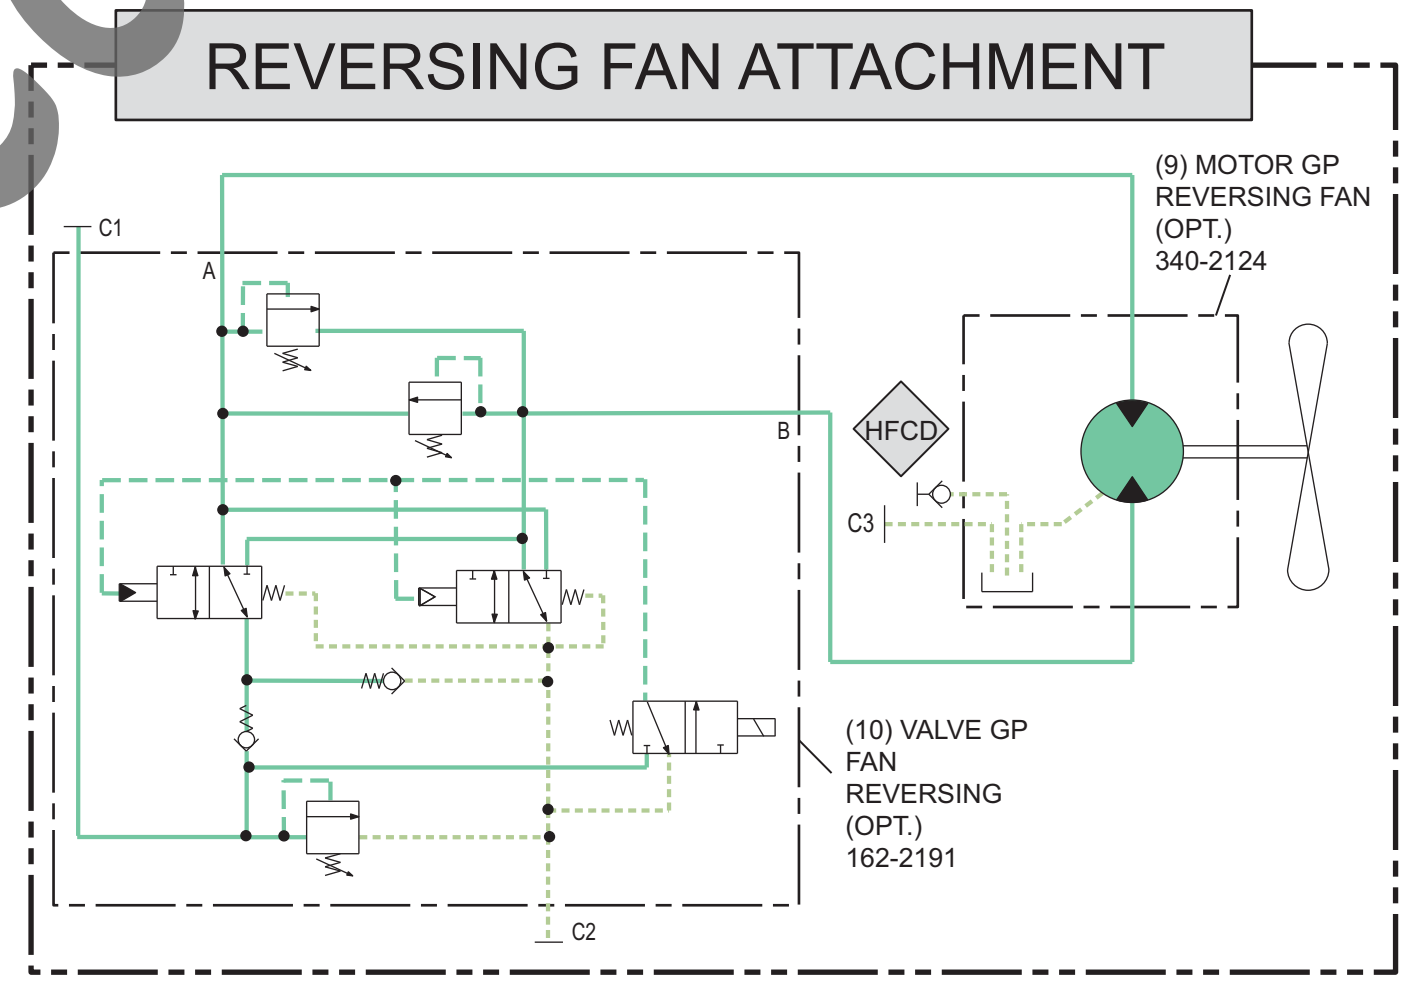 REVERSING FAN ATTACHMENT
(9) MOTOR GP
REVERSING FAN
(OPT.)
340-2124
C1
A
B
HFCD
C3
(10) VALVE GP
FAN
REVERSING
(OPT.)
162-2191
C2